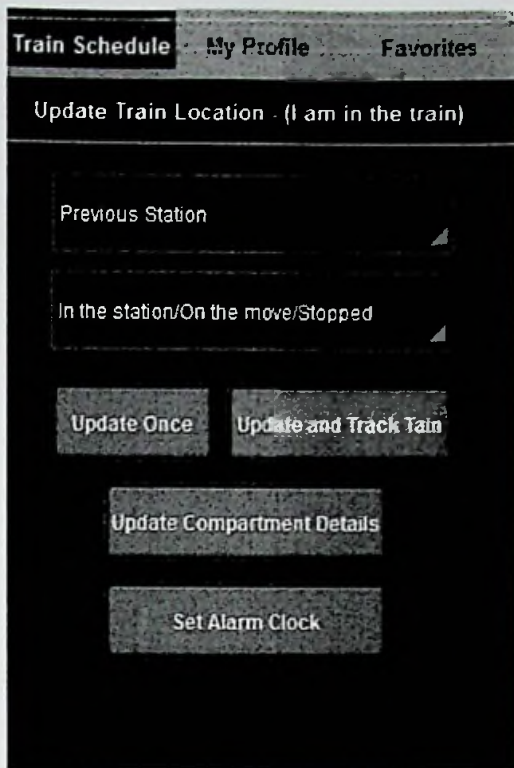 Train Schedule My Profile Favorites
Update Train Location - (I am in the train)
Previous Station
In the station/On the move/Stopped
Update Once Update and Track Tain
Update Compartment Details
Set Alarm Clock